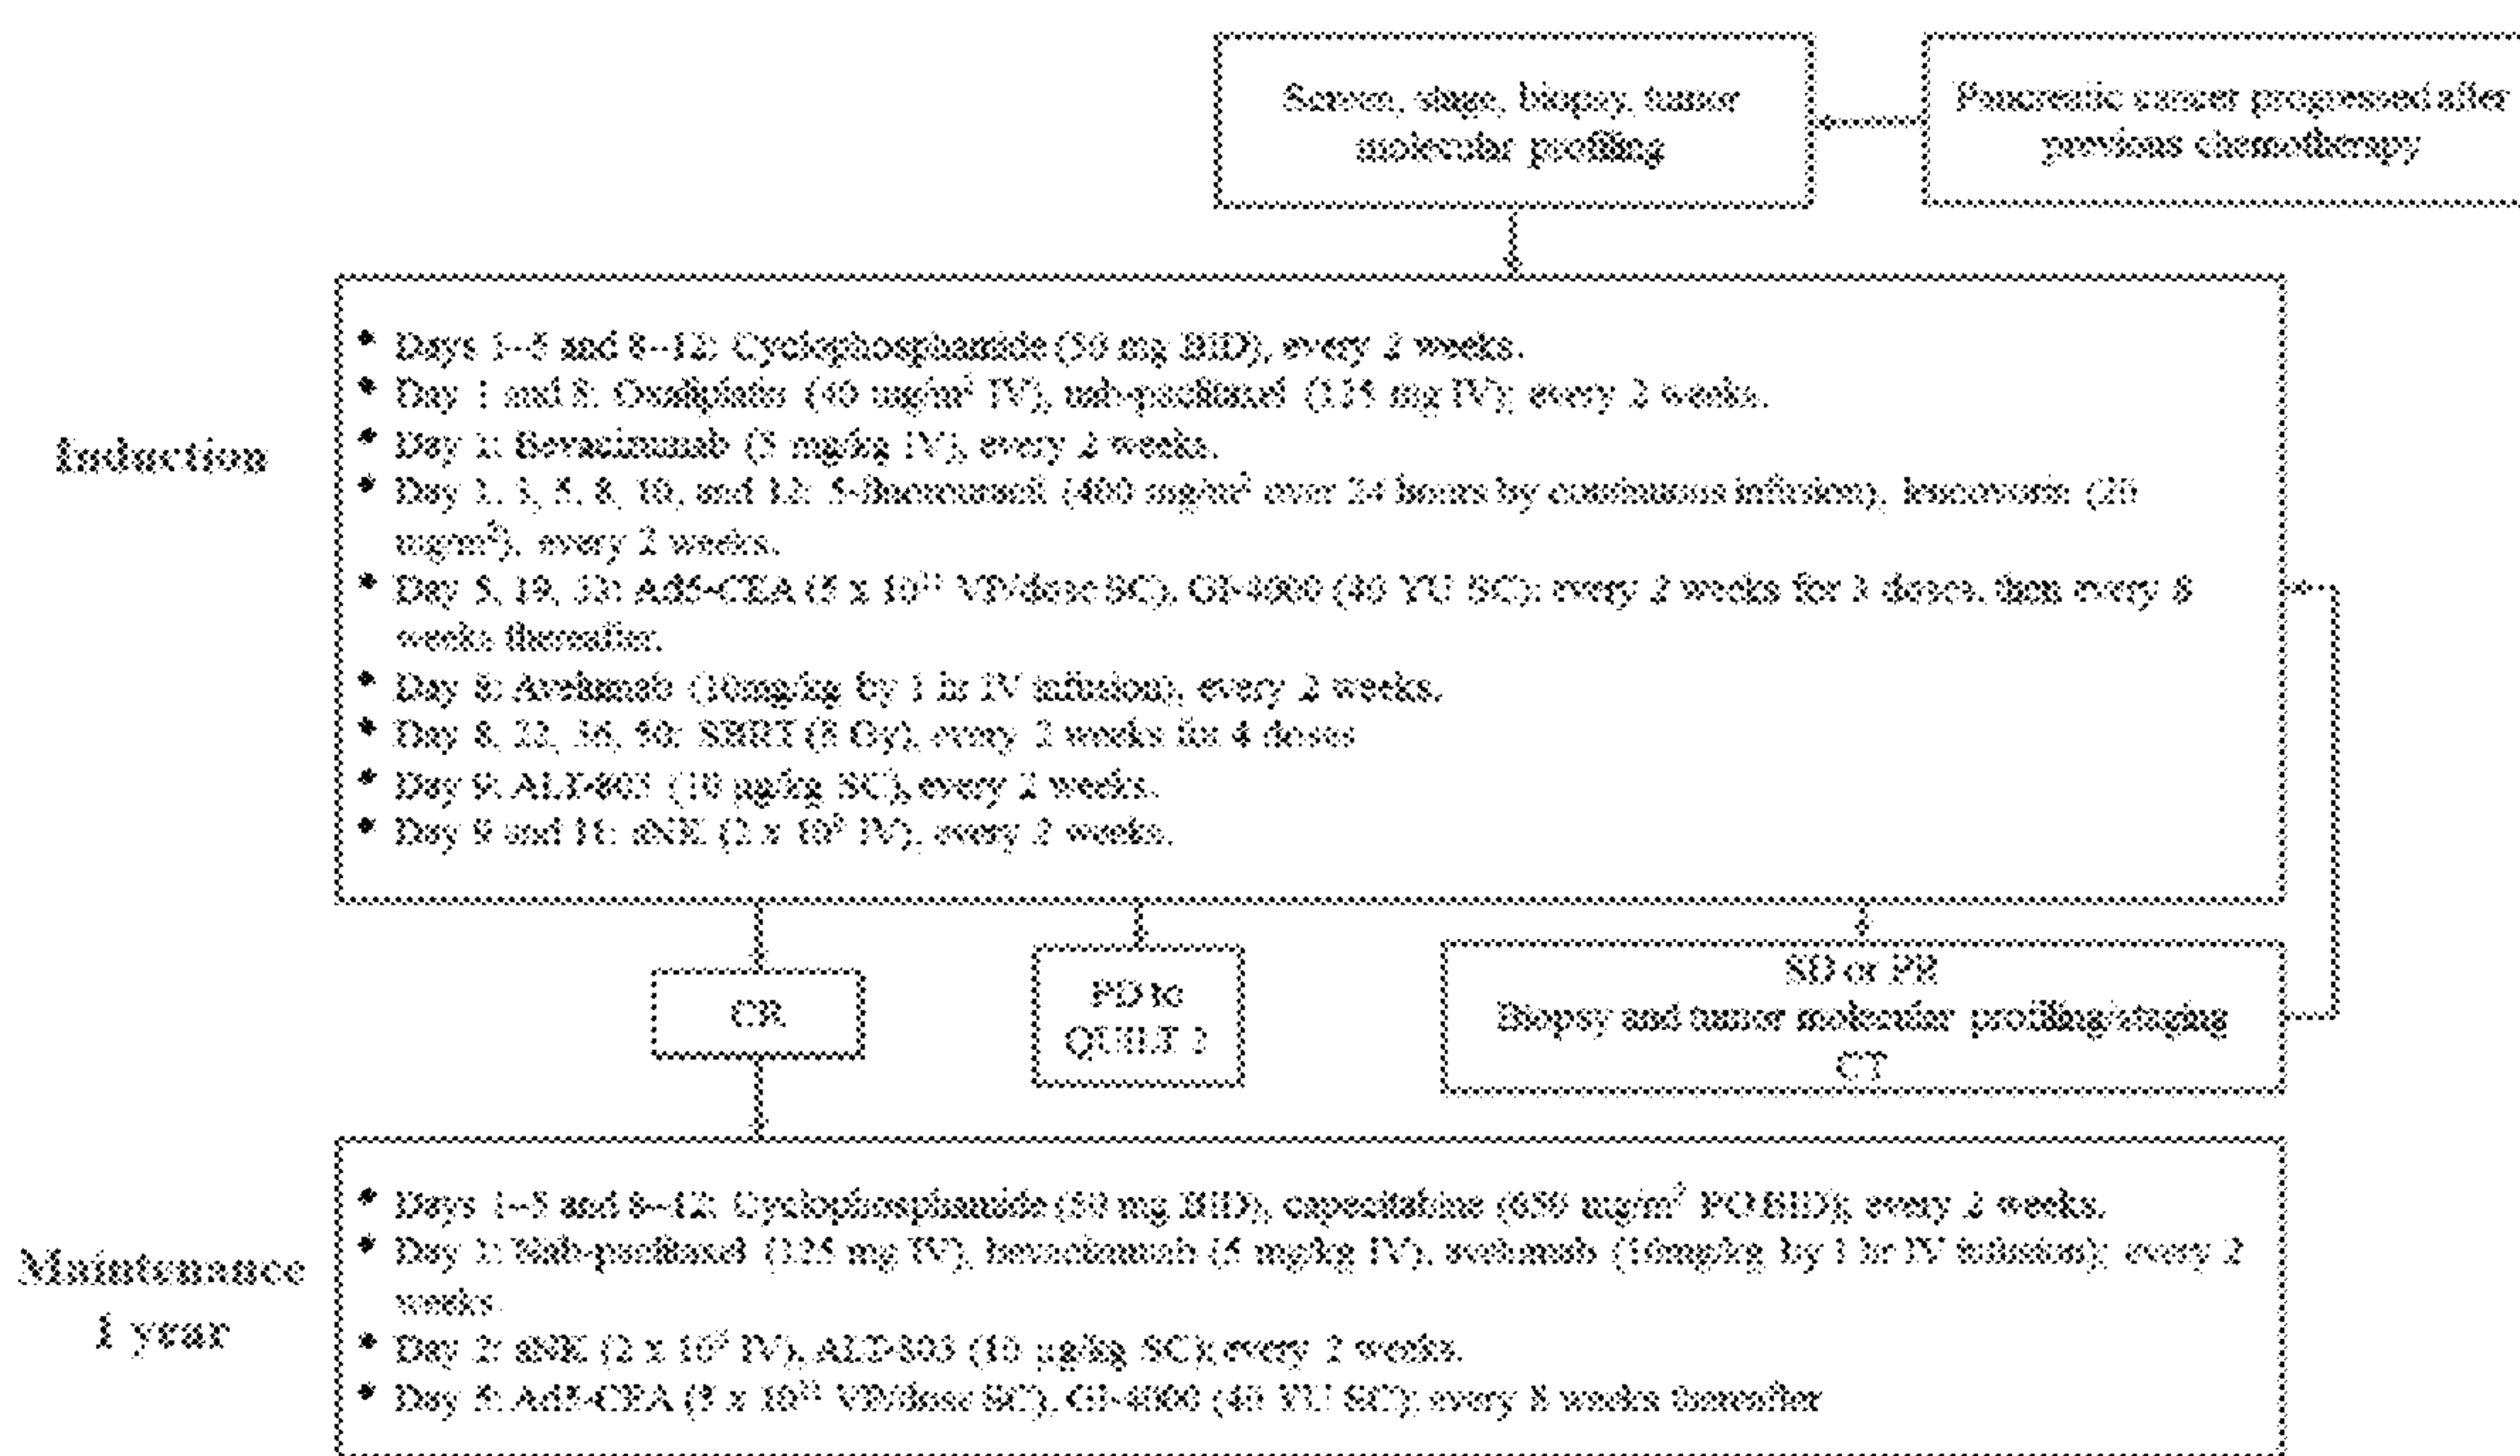 Screen, stage, biopsy, tumor
molecular profiling
Pancreatic cancer progressed after
previous chemotherapy
Induction
Days 1–5 and 8–12: Cyclophosphamide (50 mg BID), every 2 weeks.
Day 1 and 8: Oxaliplatin (40 mg/m² IV), nab-paclitaxel (125 mg IV); every 2 weeks.
Day 1: Bevacizumab (5 mg/kg IV), every 2 weeks.
Day 1, 3, 5, 8, 10, and 12: 5-fluorouracil (400 mg/m² over 24 hours by continuous infusion), leucovorin (20
mg/m²), every 2 weeks.
Day 5, 19, 33: Ad5-CEA (5 x 10¹¹ VP/dose SC), GI-4000 (40 YU SC): every 2 weeks for 3 doses, then every 8
weeks thereafter.
Day 8: Avelumab (10mg/kg by 1 hr IV infusion), every 2 weeks.
Day 8, 22, 36, 50: SBRT (8 Gy), every 2 weeks for 4 doses
Day 9: ALT-803 (10 µg/kg SC), every 2 weeks.
Day 9 and 11: aNK (2 x 10⁹ IV), every 2 weeks.
CR
PD to
QUILT
SD or PR
Biopsy and tumor molecular profiling/staging
CT
Maintenance
1 year
Days 1–5 and 8–12: Cyclophosphamide (50 mg BID), capecitabine (650 mg/m² PO BID); every 2 weeks.
Day 1: Nab-paclitaxel (125 mg IV), bevacizumab (5 mg/kg IV), avelumab (10mg/kg by 1 hr IV infusion); every 2
weeks.
Day 2: aNK (2 x 10⁹ IV), ALT-803 (10 µg/kg SC); every 2 weeks.
Day 5: Ad5-CEA (5 x 10¹¹ VP/dose SC), GI-4000 (40 YU SC); every 8 weeks thereafter